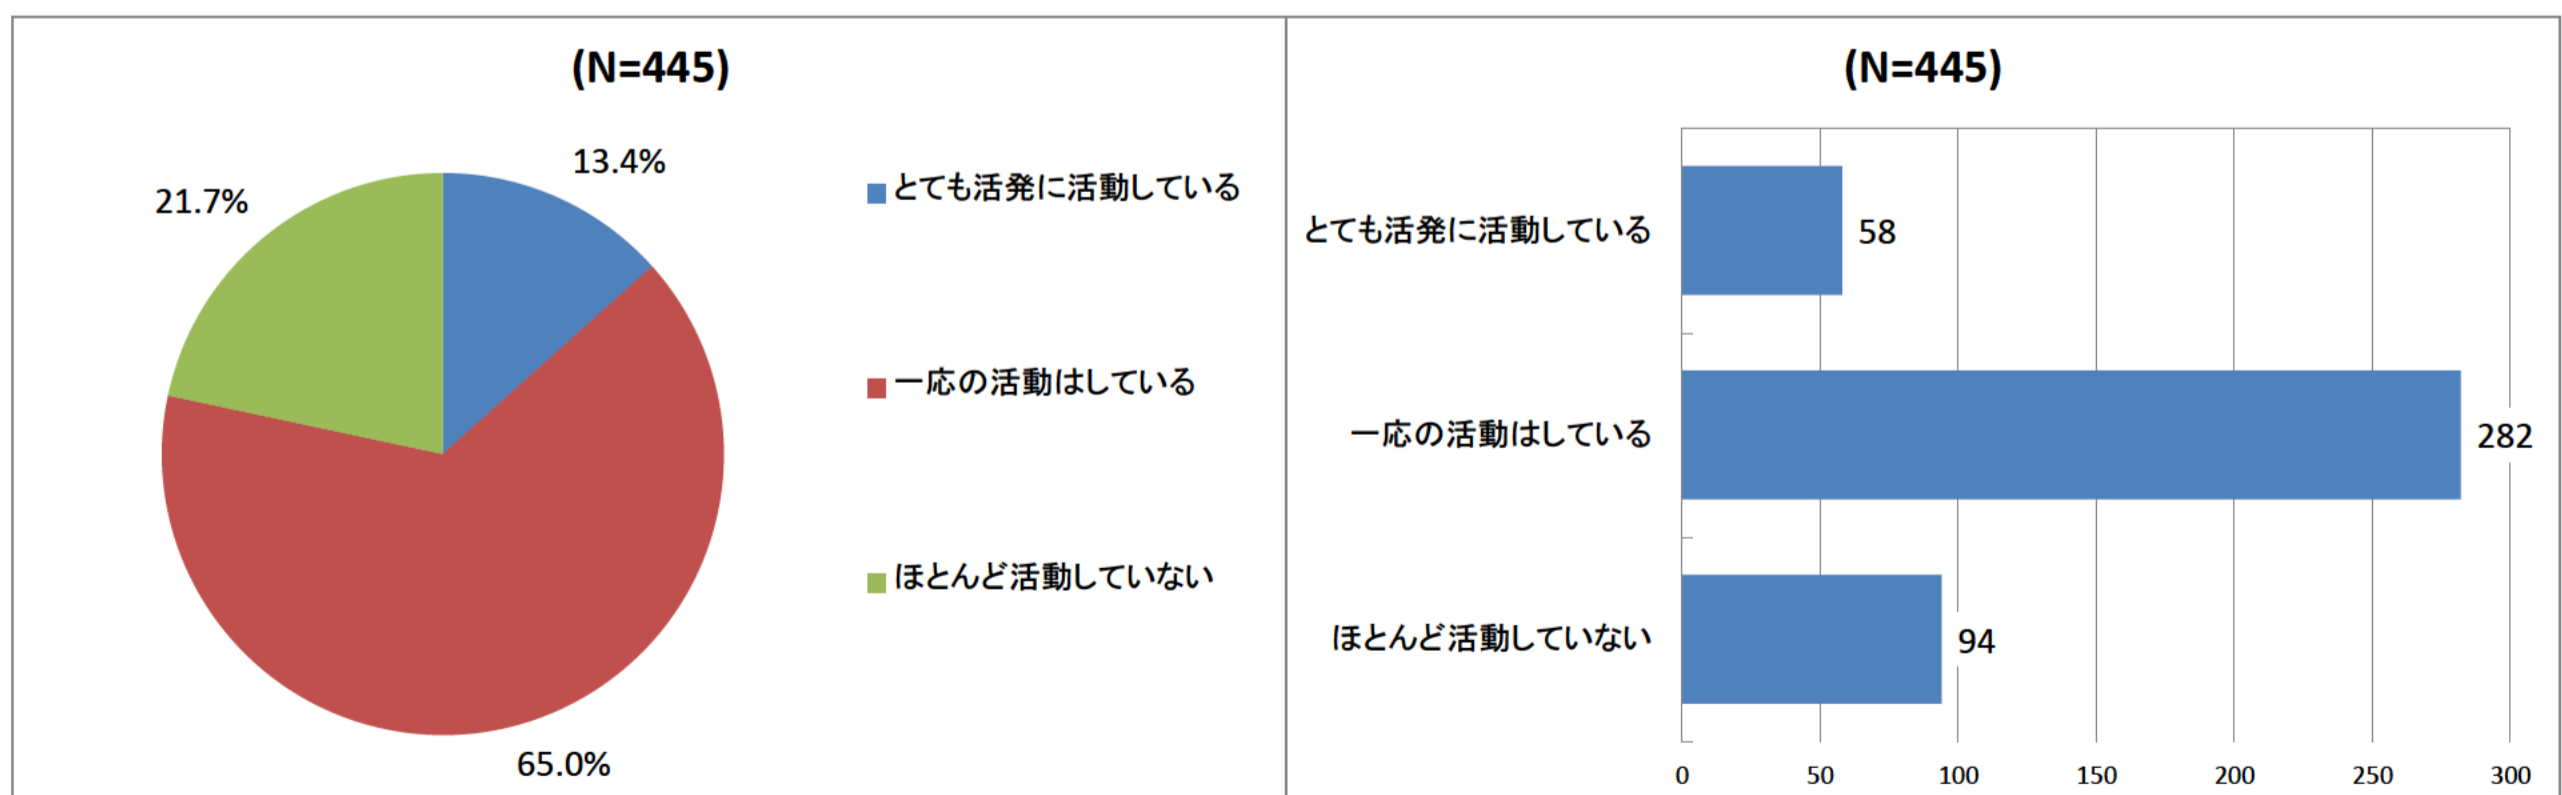 (N=445)
13.4%
21.7%
65.0%
とても活発に活動している
一応の活動はしている
ほとんど活動していない
(N=445)
とても活発に活動している
58
一応の活動はしている
282
ほとんど活動していない
94
0 50 100 150 200 250 300